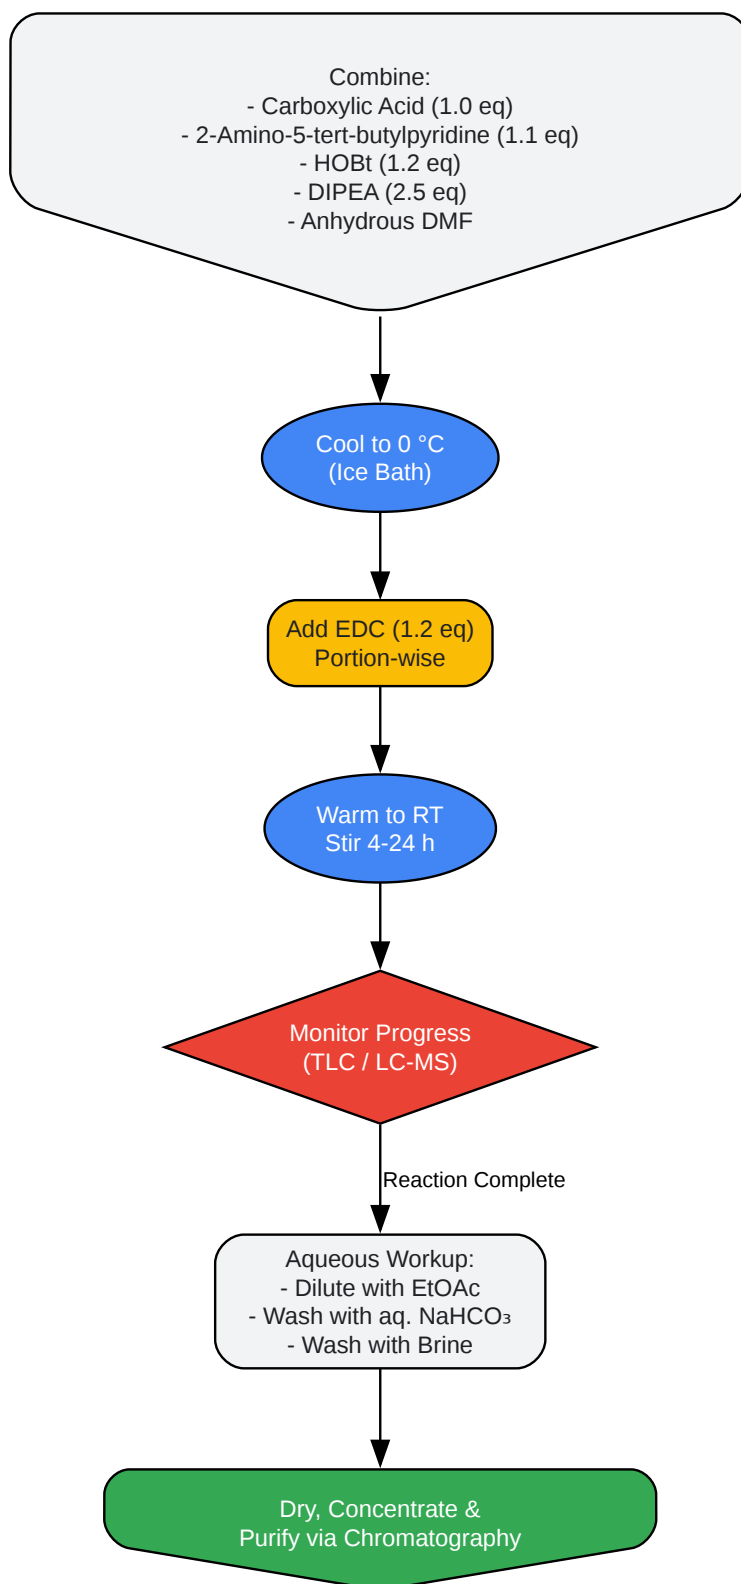 Combine:
- Carboxylic Acid (1.0 eq)
- 2-Amino-5-tert-butylpyridine (1.1 eq)
- HOBt (1.2 eq)
- DIPEA (2.5 eq)
- Anhydrous DMF
Cool to 0 °C
(Ice Bath)
Add EDC (1.2 eq)
Portion-wise
Warm to RT
Stir 4-24 h
Monitor Progress
(TLC / LC-MS)
Reaction Complete
Aqueous Workup:
- Dilute with EtOAc
- Wash with aq. NaHCO₃
- Wash with Brine
Dry, Concentrate &
Purify via Chromatography